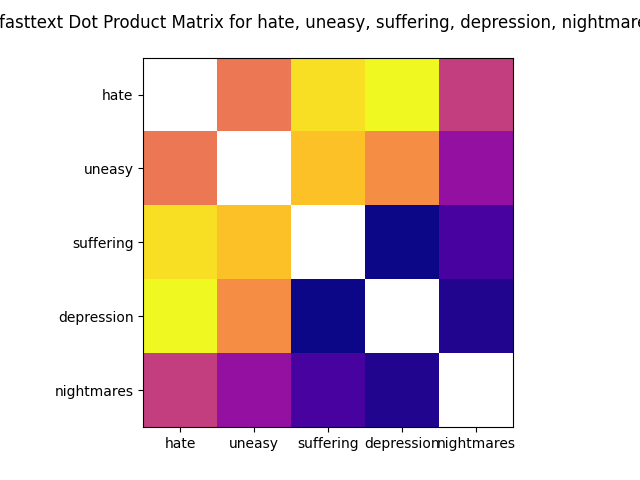 fasttext Dot Product Matrix for hate, uneasy, suffering, depression, nightmare
hate
uneasy
suffering
depression
nightmares
hate uneasy suffering depression nightmares